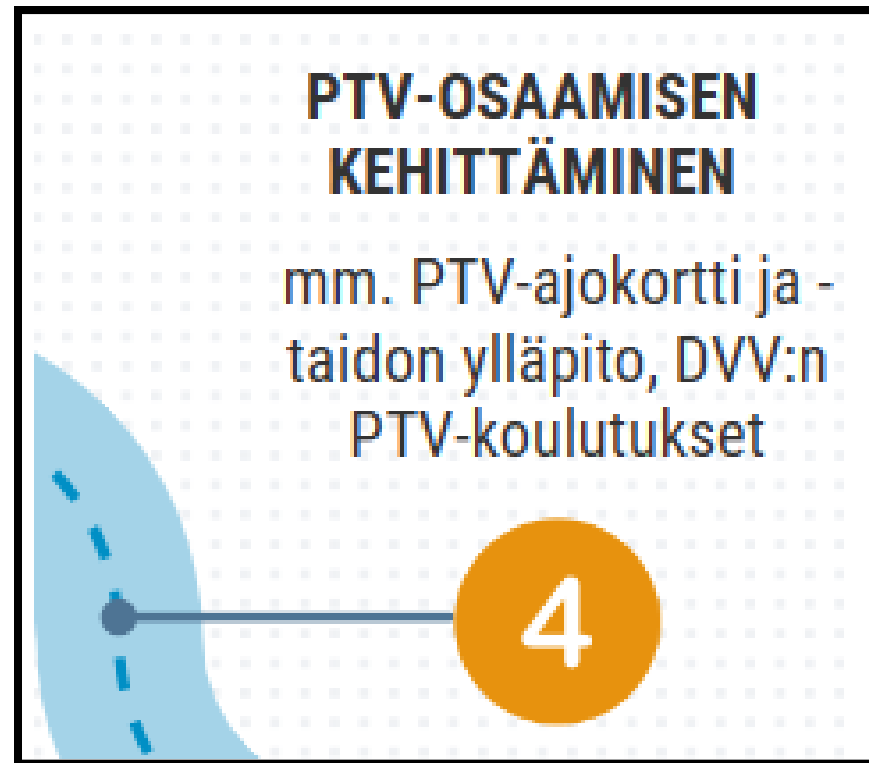 PTV-OSAAMISEN
KEHITTÄMINEN
mm. PTV-ajokortti ja -
taidon ylläpito, DVV:n
PTV-koulutukset
4